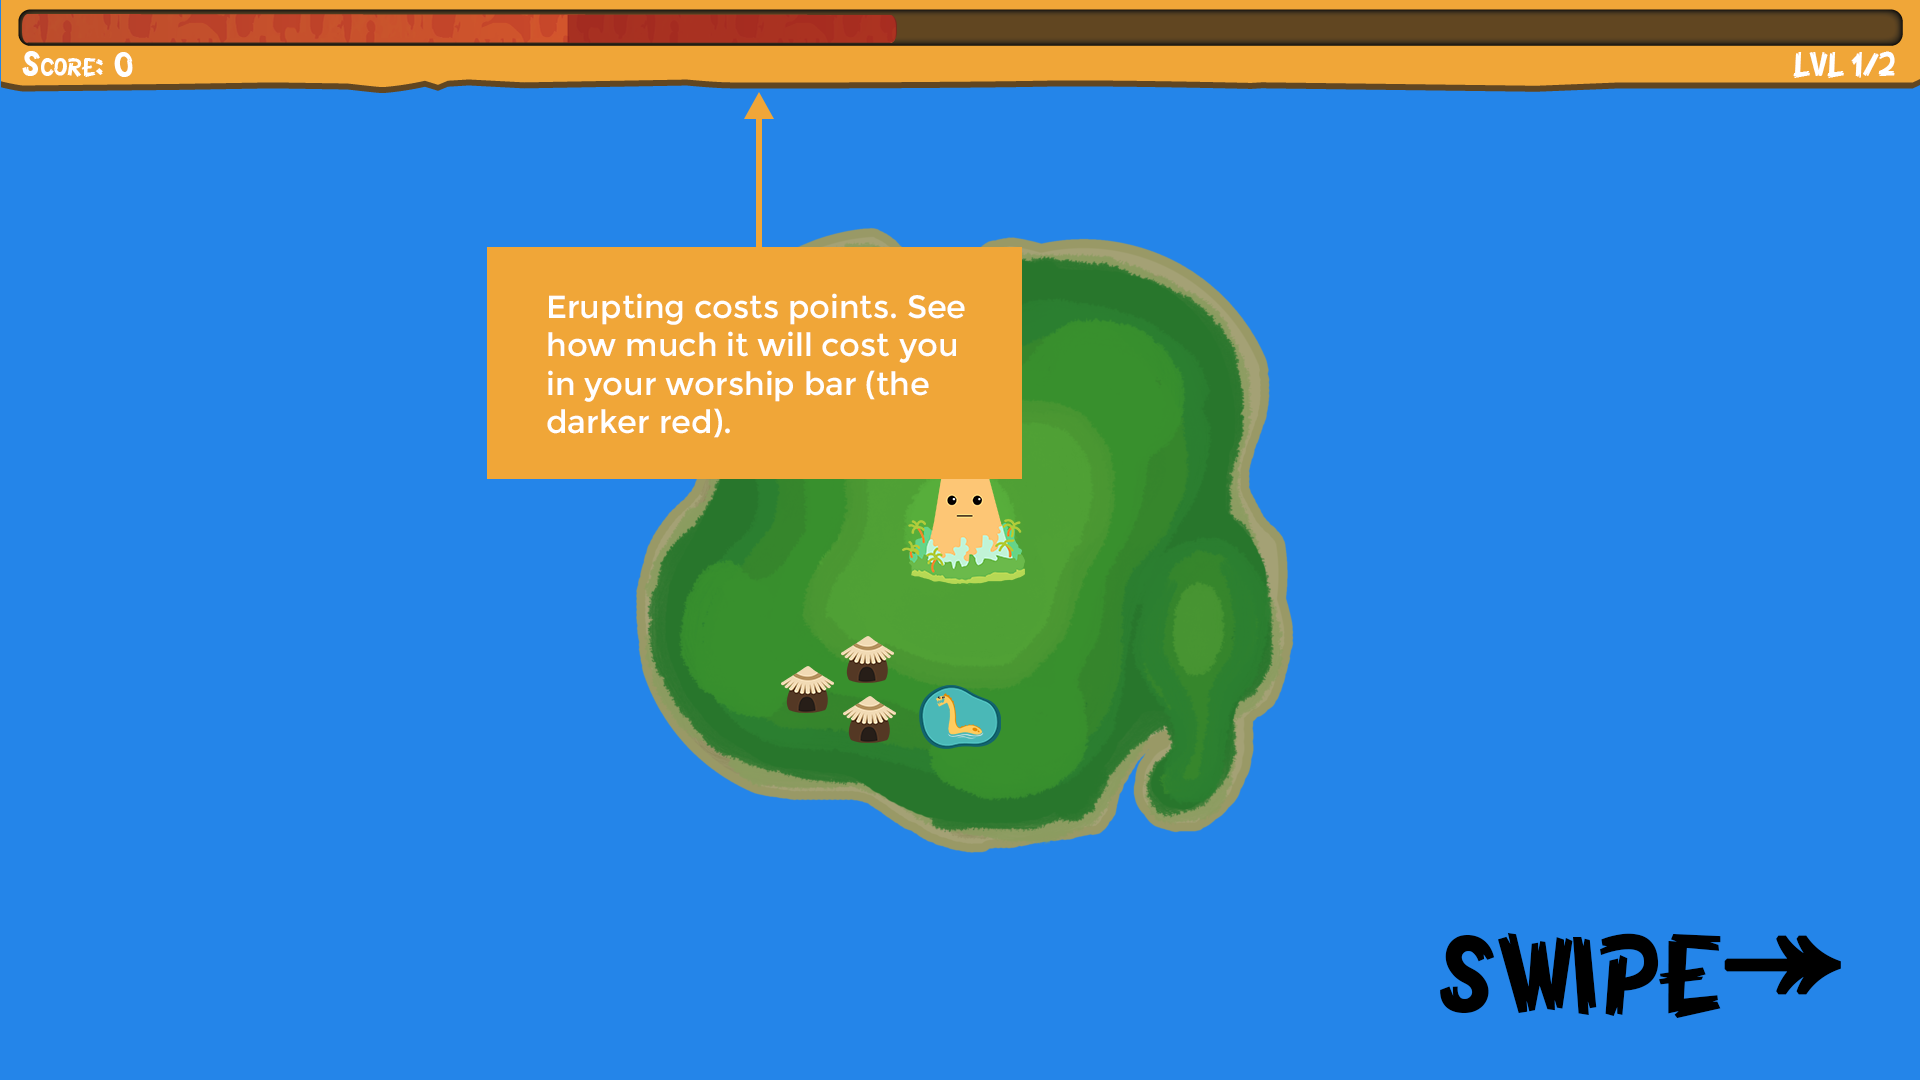 Score: 0
LVL 1/2
Erupting costs points. See
how much it will cost you
in your worship bar (the
darker red).
SWIPE